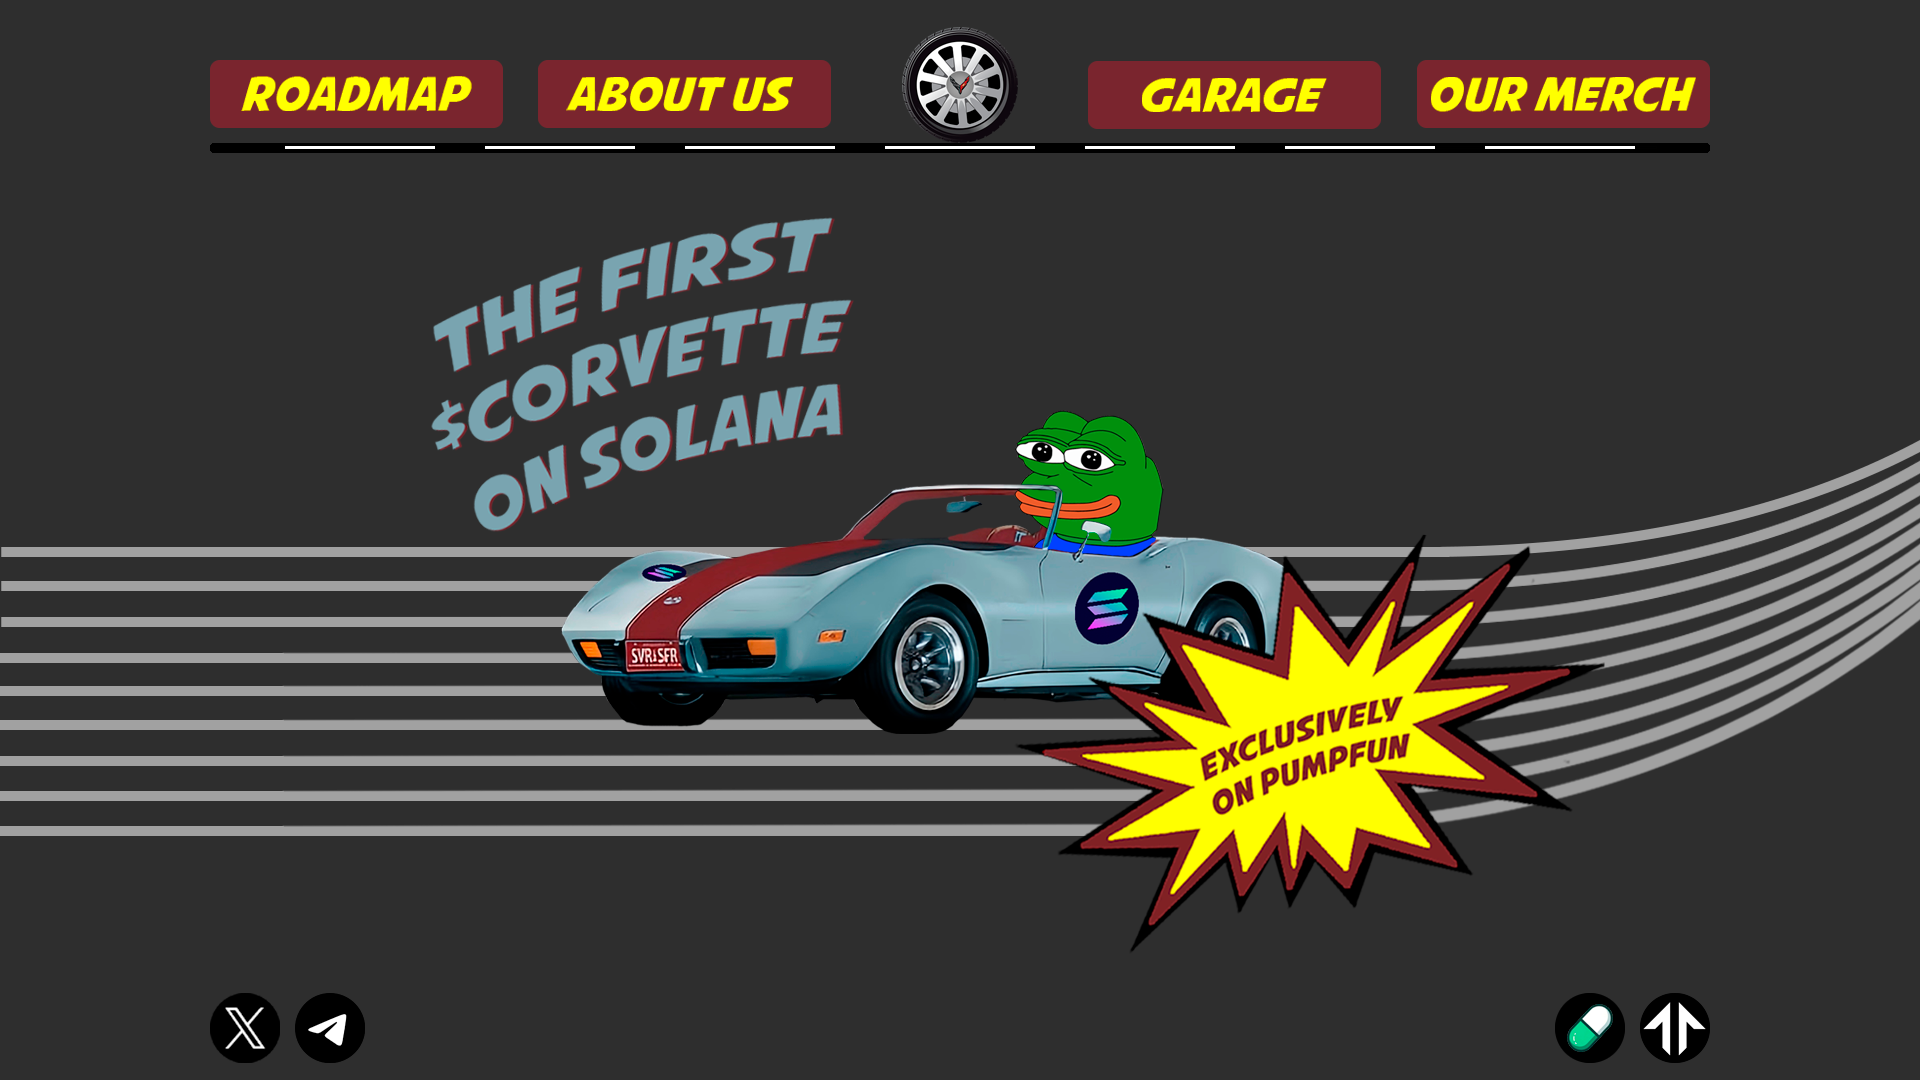 ROADMAP
ABOUT US
GARAGE
OUR MERCH
THE FIRST
$CORVETTE
ON SOLANA
SVR SFR
EXCLUSIVELY
ON PUMPFUN